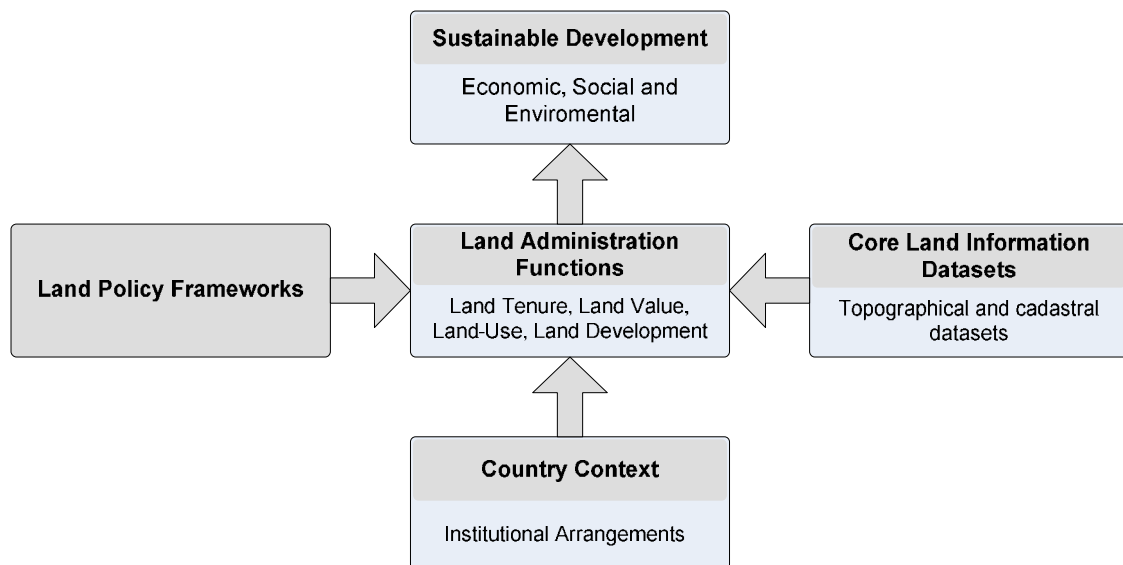 Sustainable Development
Economic, Social and
Enviromental
Land Policy Frameworks
Land Administration
Functions
Land Tenure, Land Value,
Land-Use, Land Development
Core Land Information
Datasets
Topographical and cadastral
datasets
Country Context
Institutional Arrangements